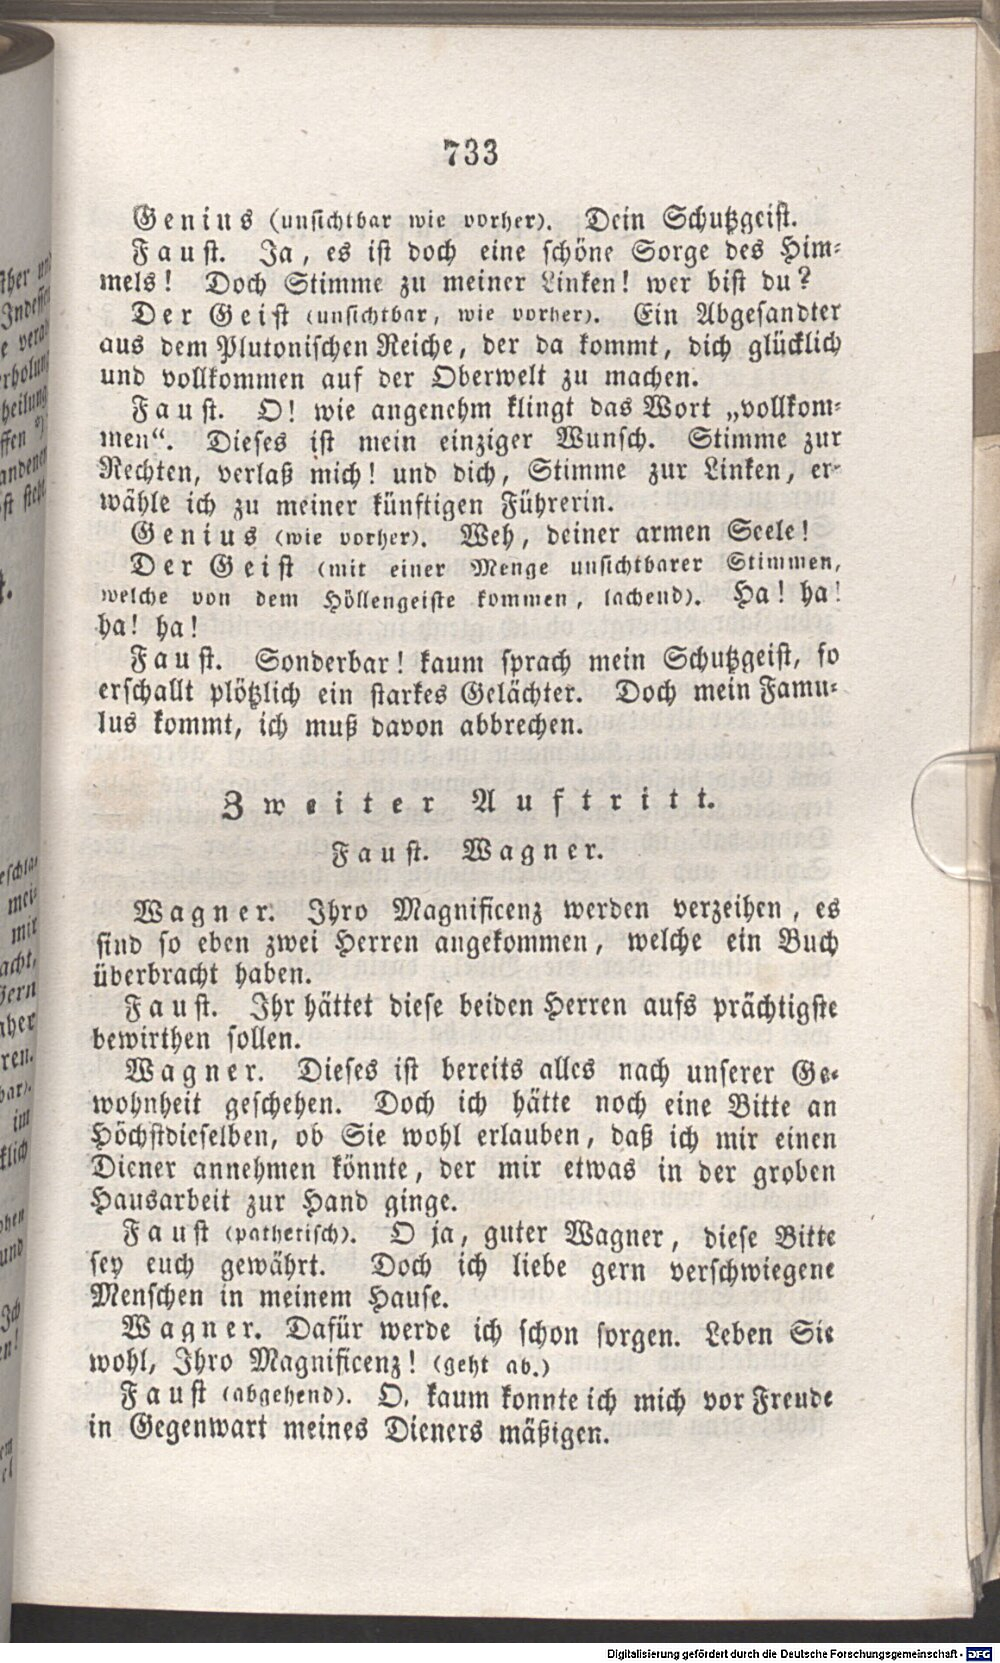 733
Genius (unsichtbar wie vorher). Dein Schutzgeist.
Faust. Ja, es ist doch eine schöne Sorge des Him-
mels! Doch Stimme zu meiner Linken! wer bist du?
Der Geist (unsichtbar, wie vorher). Ein Abgesandter
aus dem Plutonischen Reiche, der da kommt, dich glücklich
und vollkommen auf der Oberwelt zu machen.
Faust. O! wie angenehm klingt das Wort „vollkom-
men“. Dieses ist mein einziger Wunsch. Stimme zur
Rechten, verlaß mich! und dich, Stimme zur Linken, er-
wähle ich zu meiner künftigen Führerin.
Genius (wie vorher). Weh, deiner armen Seele!
Der Geist (mit einer Menge unsichtbarer Stimmen,
welche von dem Höllengeiste kommen, lachend). Ha! ha!
ha! ha!
Faust. Sonderbar! kaum sprach mein Schutzgeist, so
erschallt plötzlich ein starkes Gelächter. Doch mein Famu-
lus kommt, ich muß davon abbrechen.
Zweiter Auftritt.
Faust. Wagner.
Wagner. Ihro Magnificenz werden verzeihen, es
sind so eben zwei Herren angekommen, welche ein Buch
überbracht haben.
Faust. Ihr hättet diese beiden Herren aufs prächtigste
bewirthen sollen.
Wagner. Dieses ist bereits alles nach unserer Ge-
wohnheit geschehen. Doch ich hätte noch eine Bitte an
Höchstdieselben, ob Sie wohl erlauben, daß ich mir einen
Diener annehmen könnte, der mir etwas in der groben
Hausarbeit zur Hand ginge.
Faust (pathetisch). O ja, guter Wagner, diese Bitte
sey euch gewährt. Doch ich liebe gern verschwiegene
Menschen in meinem Hause.
Wagner. Dafür werde ich schon sorgen. Leben Sie
wohl, Ihro Magnificenz! (geht ab.)
Faust (abgehend). O, kaum konnte ich mich vor Freude
in Gegenwart meines Dieners mäßigen.
Digitalisierung gefördert durch die Deutsche Forschungsgemeinschaft - DFG